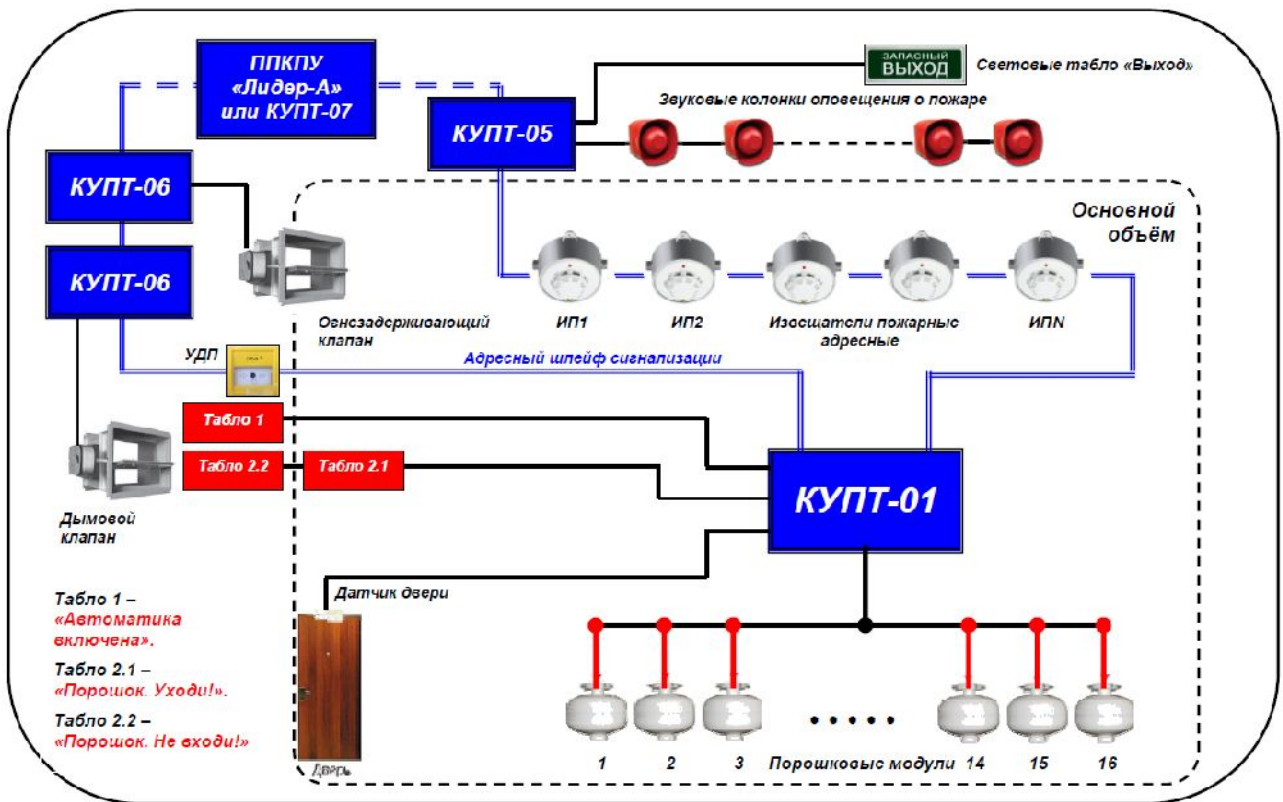 ППКПУ
«Лидер-А»
или КУПТ-07
ЗАПАСНЫЙ
ВЫХОД
Световые табло «Выход»
Звуковые колонки оповещения о пожаре
КУПТ-05
КУПТ-06
КУПТ-06
Основной
объём
Огнезадерживающий
клапан
ИП1
ИП2
Извещатели пожарные
адресные
ИПN
УДП
Адресный шлейф сигнализации
Табло 1
Табло 2.2
Табло 2.1
КУПТ-01
Дымовой
клапан
Датчик двери
Табло 1 –
«Автоматика
включена».
Табло 2.1 –
«Порошок. Уходи!».
Табло 2.2 –
«Порошок. Не входи!»
Дверь
1
2
3
Порошковые модули
14
15
16